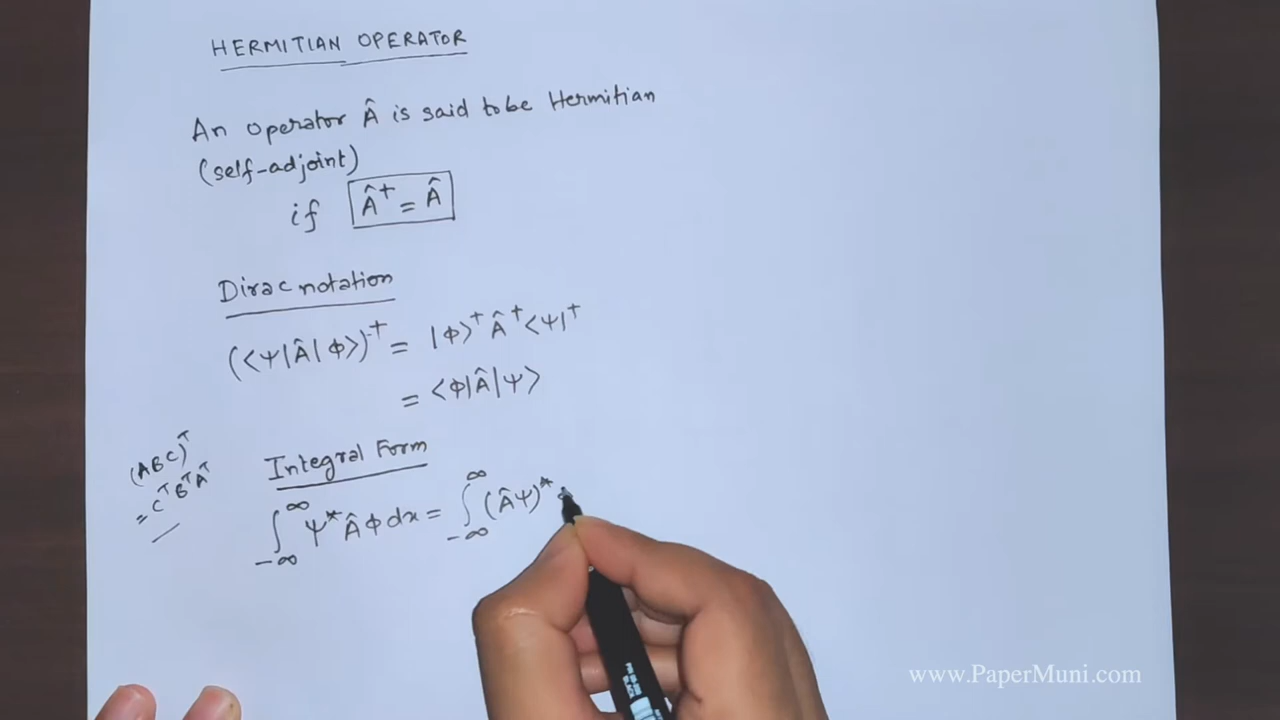 HERMITIAN OPERATOR
An operator Â is said to be Hermitian
(self-adjoint)
if Â† = Â
Dirac notation
(⟨Ψ|Â|Φ⟩)† = |Φ⟩† Â† ⟨Ψ|†
= ⟨Φ|Â|Ψ⟩
(ABC)ᵀ
= CᵀBᵀAᵀ
Integral Form
∫_{-∞}^{∞} Ψ* Â Φ dx = ∫_{-∞}^{∞} (ÂΨ)*
www.PaperMuni.com